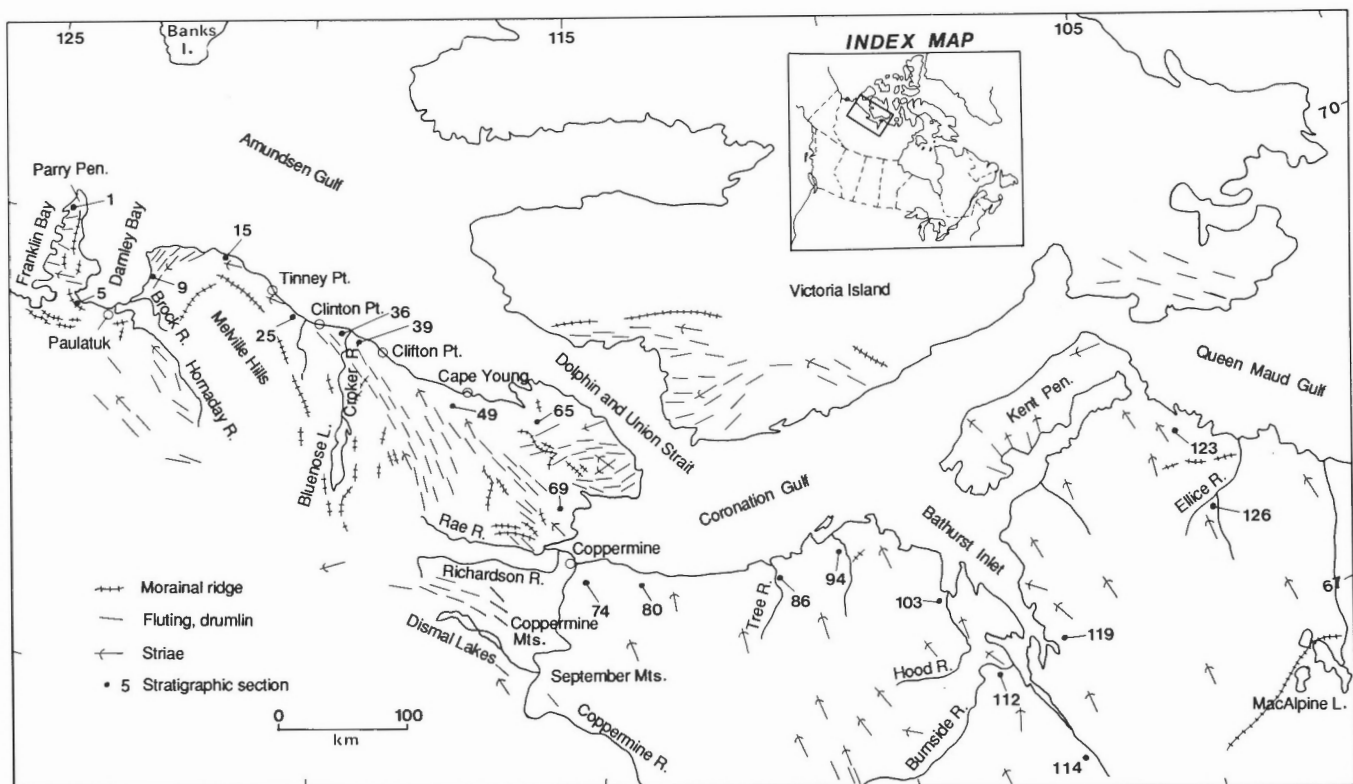 125
Banks
I.
115
105
INDEX MAP
70
Parry Pen.
1
Amundsen Gulf
15
Franklin Bay
Darnley Bay
Tinney Pt.
5
9
Clinton Pt.
36
39
Victoria Island
Brock R.
Melville Hills
25
Clifton Pt.
Paulatuk
Hornaday R.
Croker R.
Cape Young
Dolphin and Union Strait
Queen Maud Gulf
Kent Pen.
49
65
Bluenose L.
123
Ellice R.
69
Coronation Gulf
126
Rae R.
Bathurst Inlet
Coppermine
67
Morainal ridge
Richardson R.
94
Fluting, drumlin
74
80
Tree R.
86
103
Striae
Dismal Lakes
Coppermine
Mts.
119
5 Stratigraphic section
September Mts.
Hood R.
112
MacAlpine L.
0
100
km
Coppermine R.
Burnside R.
114